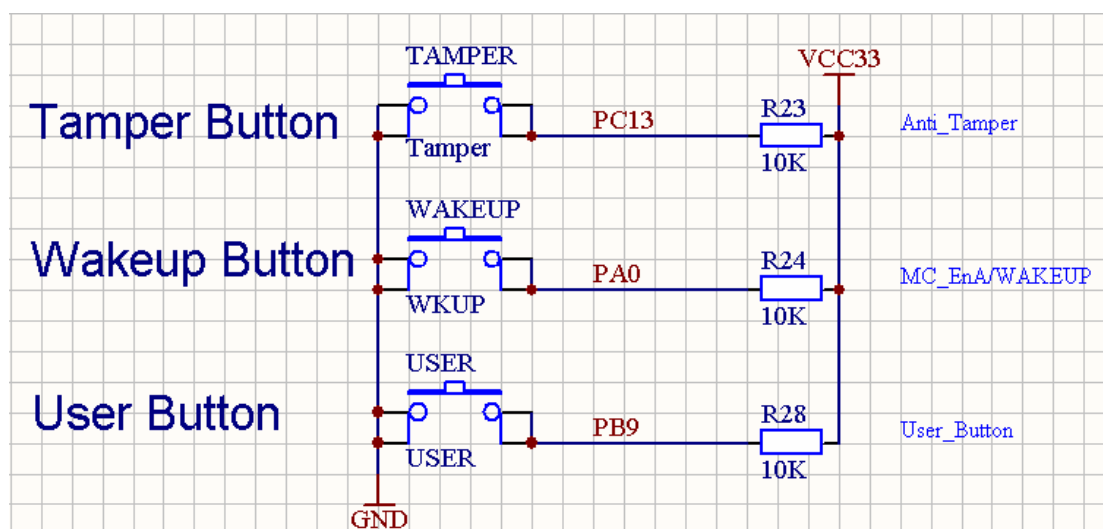 TAMPER
VCC33
Tamper Button
PC13
R23
Anti_Tamper
Tamper
10K
WAKEUP
Wakeup Button
PA0
R24
MC_EnA/WAKEUP
WKUP
10K
USER
User Button
PB9
R28
User_Button
USER
10K
GND